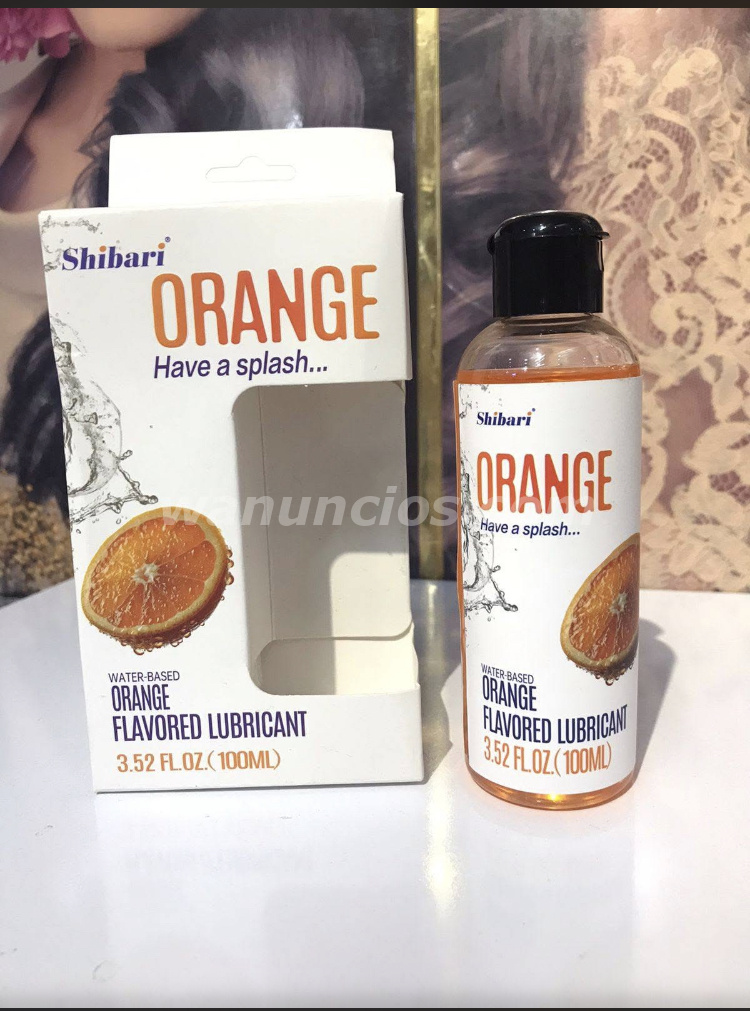 Shibari®
ORANGE
Have a splash...
WATER-BASED
ORANGE
FLAVORED LUBRICANT
3.52 FL.OZ.(100ML)
Shibari®
ORANGE
Have a splash...
WATER-BASED
ORANGE
FLAVORED LUBRICANT
3.52 FL.OZ.(100ML)
wanuncios.com